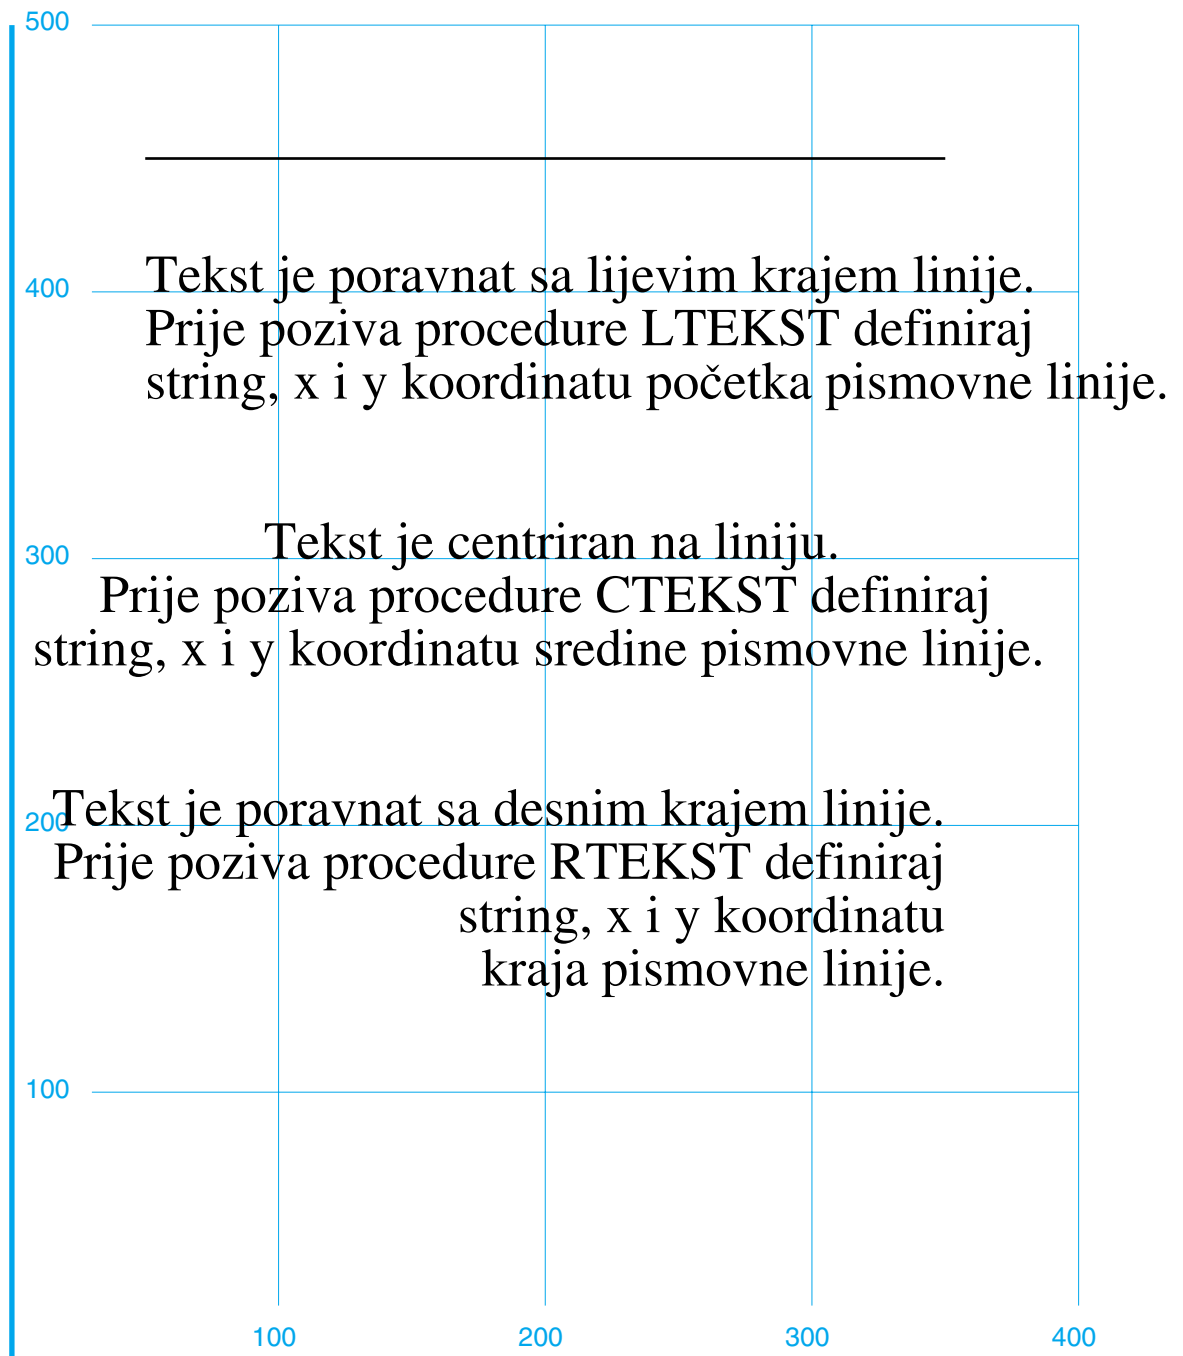 500
400
Tekst je poravnat sa lijevim krajem linije.
Prije poziva procedure LTEKST definiraj
string, x i y koordinatu početka pismovne linije.
300
Tekst je centriran na liniju.
Prije poziva procedure CTEKST definiraj
string, x i y koordinatu sredine pismovne linije.
200
Tekst je poravnat sa desnim krajem linije.
Prije poziva procedure RTEKST definiraj
string, x i y koordinatu
kraja pismovne linije.
100
100 200 300 400